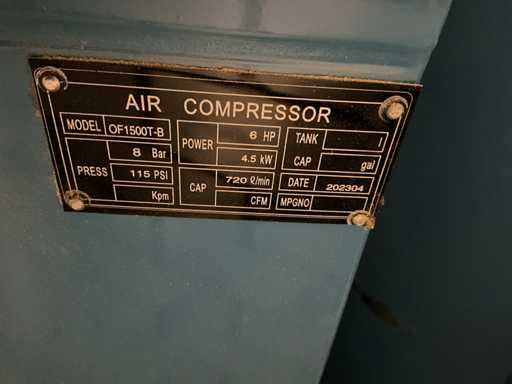 AIR COMPRESSOR
MODEL OF1500T-B
PRESS 8 Bar
115 PSI
Kpm
POWER 6 HP
4.5 kW
CAP 720 ℓ/min
CFM
TANK l
CAP gal
DATE 202304
MPGNO